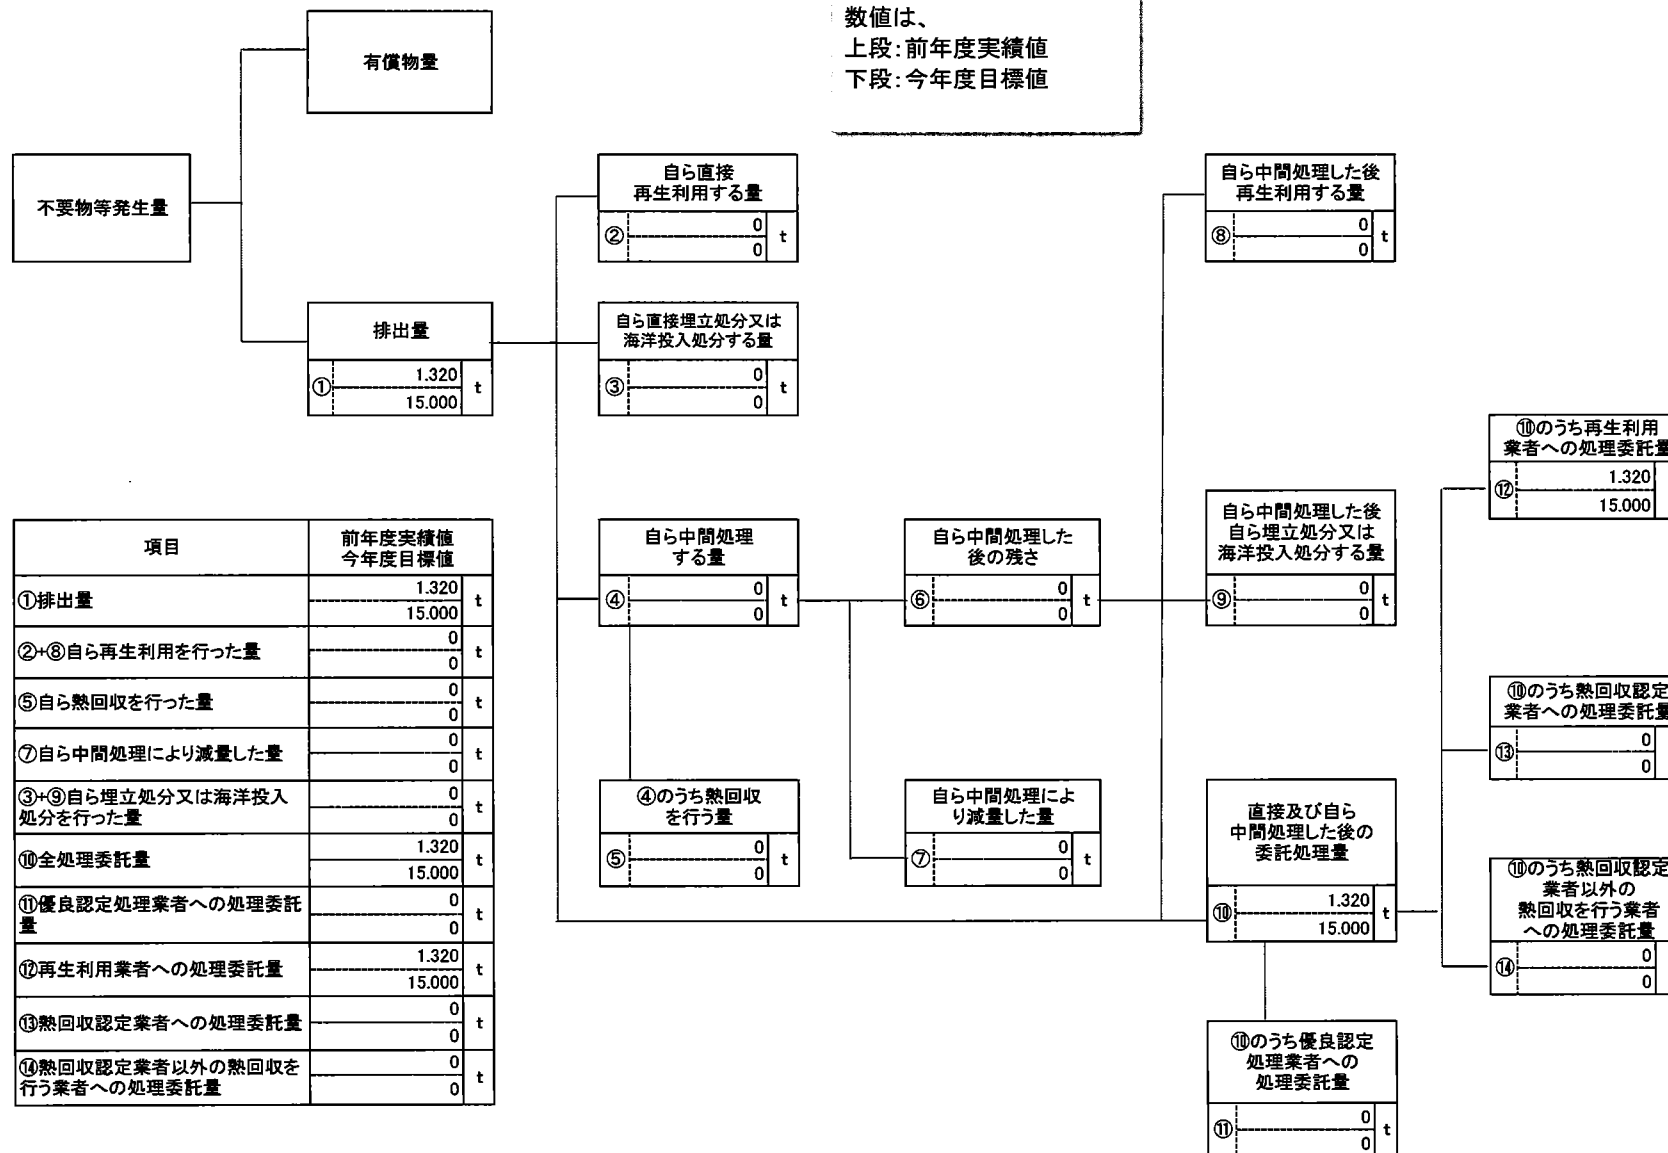 数値は、
上段:前年度実績値
下段:今年度目標値
有償物量
不要物等発生量
排出量
① 1.320 t
15.000
自ら直接
再生利用する量
② 0 t
0
自ら直接埋立処分又は
海洋投入処分する量
③ 0 t
0
自ら中間処理
する量
④ 0 t
0
④のうち熱回収
を行う量
⑤ 0 t
0
自ら中間処理した
後の残さ
⑥ 0 t
0
自ら中間処理によ
り減量した量
⑦ 0 t
0
自ら中間処理した後
再生利用する量
⑧ 0 t
0
自ら中間処理した後
自ら埋立処分又は
海洋投入処分する量
⑨ 0 t
0
直接及び自ら
中間処理した後の
委託処理量
⑩ 1.320 t
15.000
⑩のうち優良認定
処理業者への
処理委託量
⑪ 0 t
0
⑩のうち再生利用
業者への処理委託量
⑫ 1.320
15.000
⑩のうち熱回収認定
業者への処理委託量
⑬ 0
0
⑩のうち熱回収認定
業者以外の
熱回収を行う業者
への処理委託量
⑭ 0
0
項目
前年度実績値
今年度目標値
①排出量
1.320 t
15.000
②+⑧自ら再生利用を行った量
0 t
0
⑤自ら熱回収を行った量
0 t
0
⑦自ら中間処理により減量した量
0 t
0
③+⑨自ら埋立処分又は海洋投入
処分を行った量
0 t
0
⑩全処理委託量
1.320 t
15.000
⑪優良認定処理業者への処理委託
量
0 t
0
⑫再生利用業者への処理委託量
1.320 t
15.000
⑬熱回収認定業者への処理委託量
0 t
0
⑭熱回収認定業者以外の熱回収を
行う業者への処理委託量
0 t
0